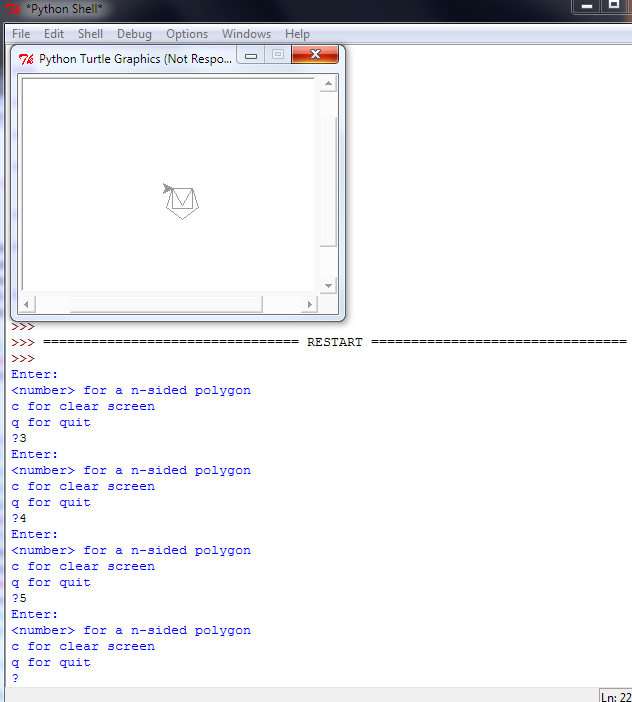 *Python Shell*
File Edit Shell Debug Options Windows Help
Python Turtle Graphics (Not Respo...
>>>
>>> ================================ RESTART ================================
>>>
Enter:
<number> for a n-sided polygon
c for clear screen
q for quit
?3
Enter:
<number> for a n-sided polygon
c for clear screen
q for quit
?4
Enter:
<number> for a n-sided polygon
c for clear screen
q for quit
?5
Enter:
<number> for a n-sided polygon
c for clear screen
q for quit
?
Ln: 22